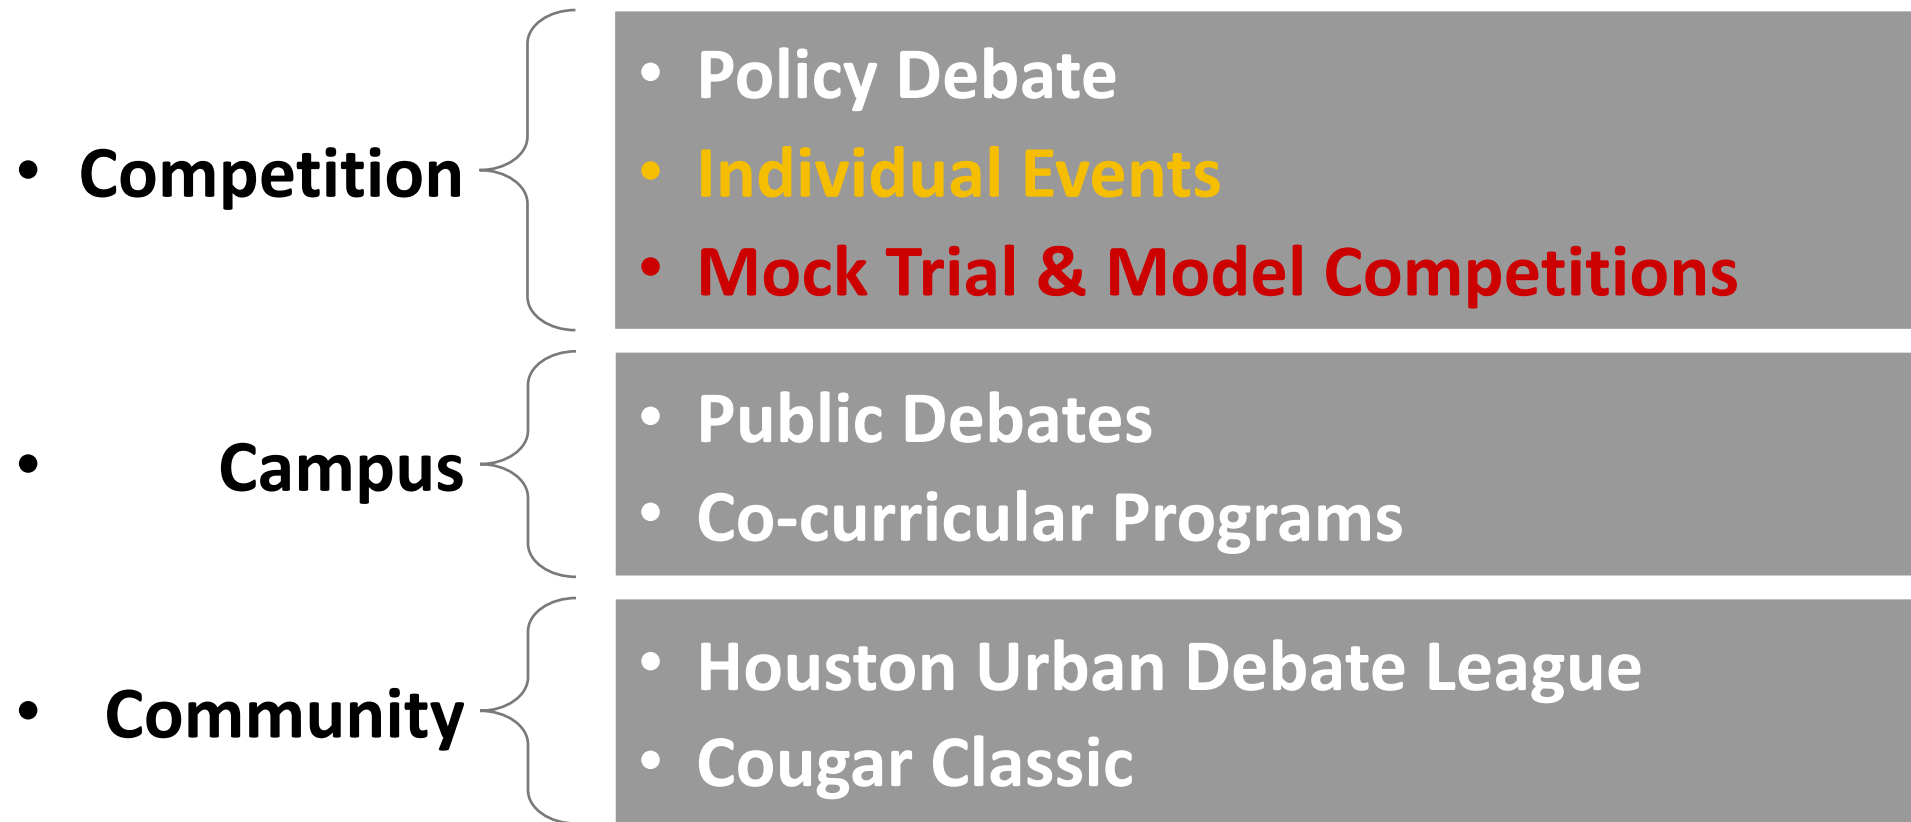 • Competition
• Policy Debate
• Individual Events
• Mock Trial & Model Competitions
• Campus
• Public Debates
• Co-curricular Programs
• Community
• Houston Urban Debate League
• Cougar Classic